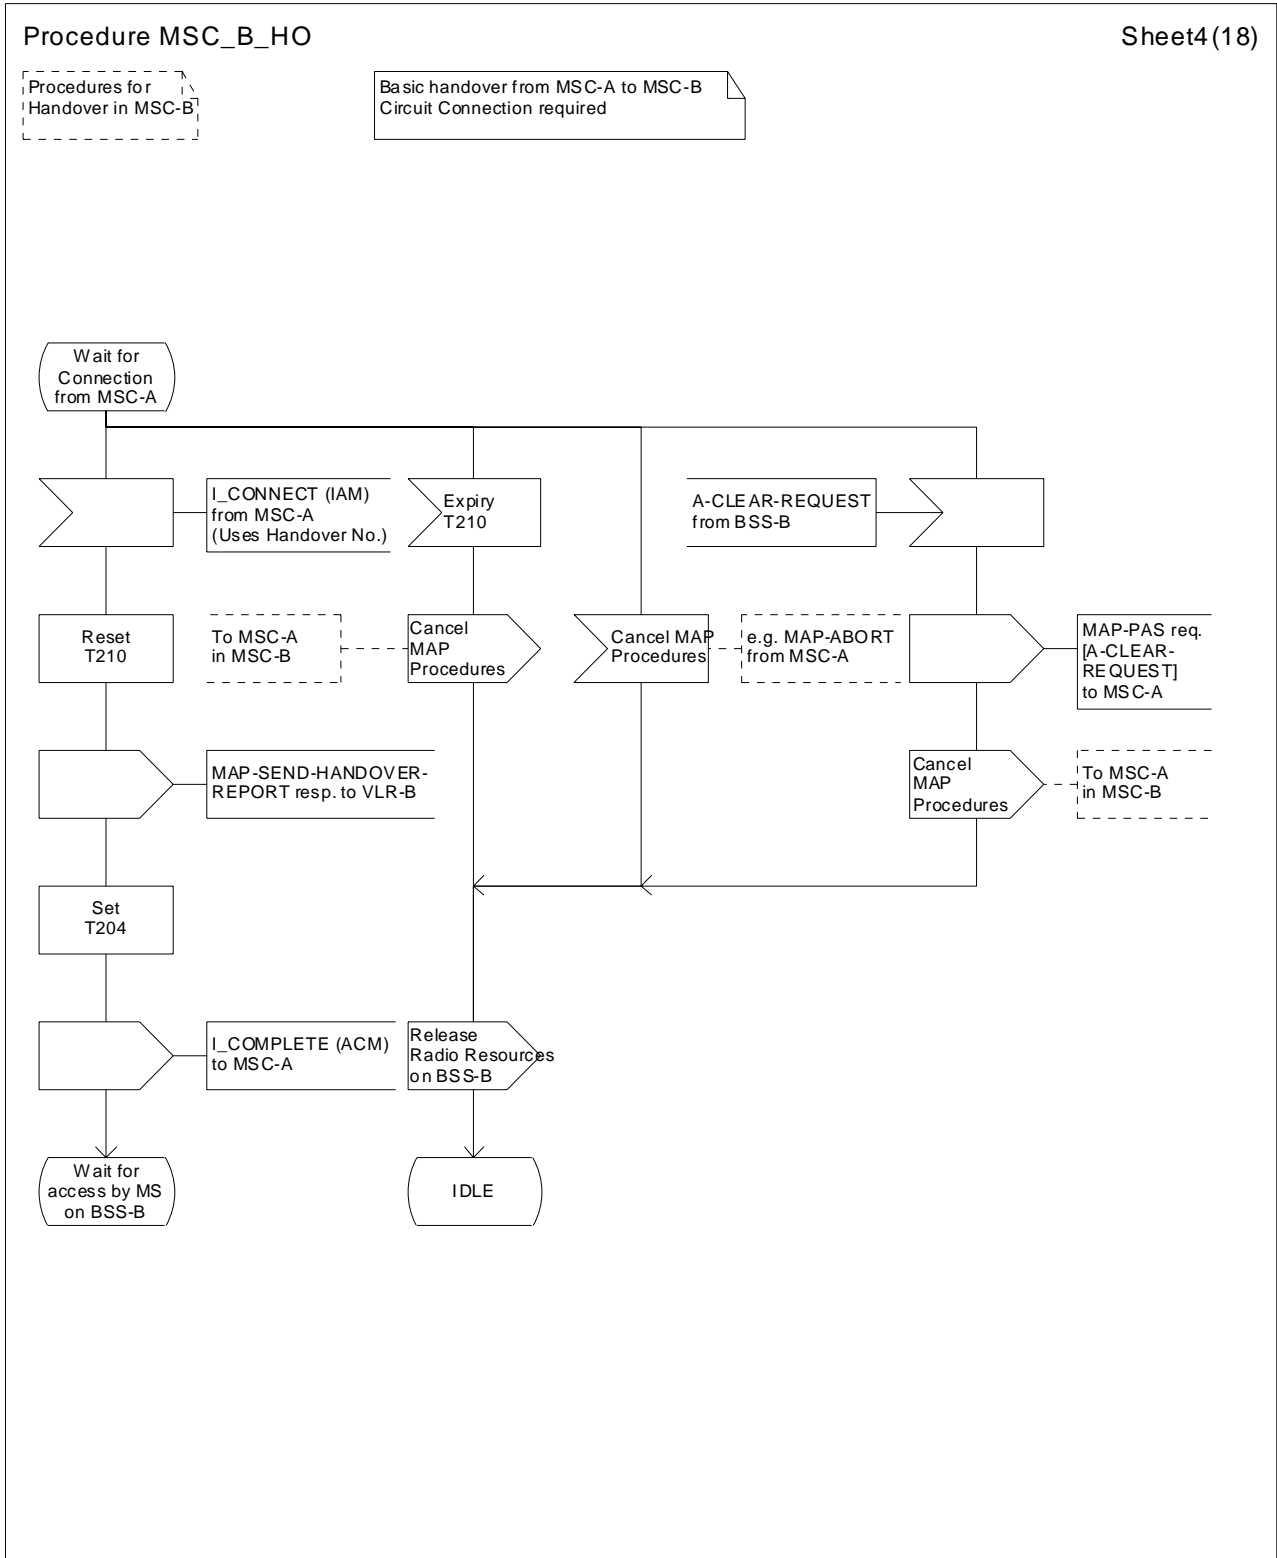 Procedure MSC_B_HO
Sheet4(18)
Procedures for
Handover in MSC-B
Basic handover from MSC-A to MSC-B
Circuit Connection required
Wait for
Connection
from MSC-A
I_CONNECT (IAM)
from MSC-A
(Uses Handover No.)
Expiry
T210
A-CLEAR-REQUEST
from BSS-B
Reset
T210
To MSC-A
in MSC-B
Cancel
MAP
Procedures
Cancel MAP
Procedures
e.g. MAP-ABORT
from MSC-A
MAP-PAS req.
[A-CLEAR-
REQUEST]
to MSC-A
MAP-SEND-HANDOVER-
REPORT resp. to VLR-B
Cancel
MAP
Procedures
To MSC-A
in MSC-B
Set
T204
I_COMPLETE (ACM)
to MSC-A
Release
Radio Resources
on BSS-B
Wait for
access by MS
on BSS-B
IDLE